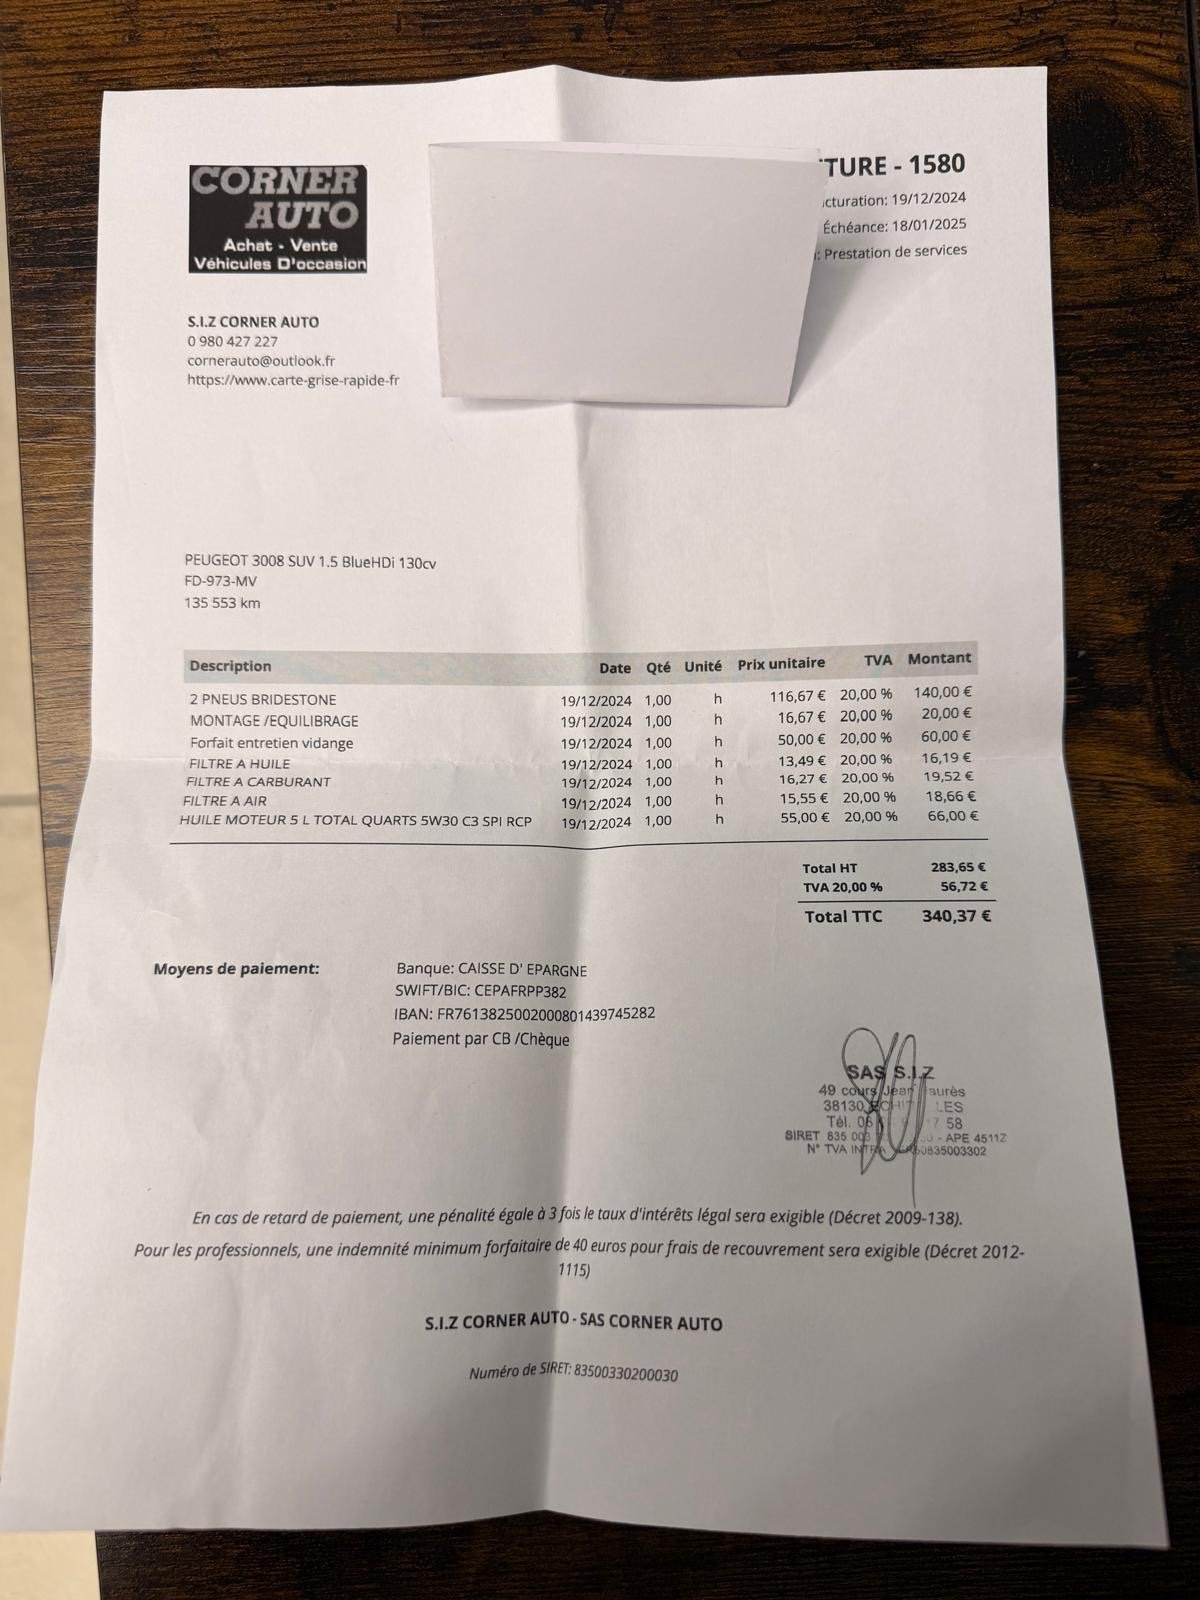 CORNER
AUTO
Achat - Vente
Véhicules D'occasion
TURE - 1580
cturation: 19/12/2024
Échéance: 18/01/2025
: Prestation de services
S.I.Z CORNER AUTO
0 980 427 227
cornerauto@outlook.fr
https://www.carte-grise-rapide-fr
PEUGEOT 3008 SUV 1.5 BlueHDi 130cv
FD-973-MV
135 553 km
Description Date Qté Unité Prix unitaire TVA Montant
2 PNEUS BRIDESTONE 19/12/2024 1,00 h 116,67 € 20,00 % 140,00 €
MONTAGE /EQUILIBRAGE 19/12/2024 1,00 h 16,67 € 20,00 % 20,00 €
Forfait entretien vidange 19/12/2024 1,00 h 50,00 € 20,00 % 60,00 €
FILTRE A HUILE 19/12/2024 1,00 h 13,49 € 20,00 % 16,19 €
FILTRE A CARBURANT 19/12/2024 1,00 h 16,27 € 20,00 % 19,52 €
FILTRE A AIR 19/12/2024 1,00 h 15,55 € 20,00 % 18,66 €
HUILE MOTEUR 5 L TOTAL QUARTS 5W30 C3 SPI RCP 19/12/2024 1,00 h 55,00 € 20,00 % 66,00 €
Total HT 283,65 €
TVA 20,00 % 56,72 €
Total TTC 340,37 €
Moyens de paiement: Banque: CAISSE D' EPARGNE
SWIFT/BIC: CEPAFRPP382
IBAN: FR7613825002000801439745282
Paiement par CB /Chèque
SAS S.I.Z
49 cours Jean Jaurès
38130
Tél. 06 7 58
SIRET 835 003 - APE 4511Z
N° TVA INTRA 0835003302
En cas de retard de paiement, une pénalité égale à 3 fois le taux d'intérêts légal sera exigible (Décret 2009-138).
Pour les professionnels, une indemnité minimum forfaitaire de 40 euros pour frais de recouvrement sera exigible (Décret 2012-
1115)
S.I.Z CORNER AUTO - SAS CORNER AUTO
Numéro de SIRET: 83500330200030